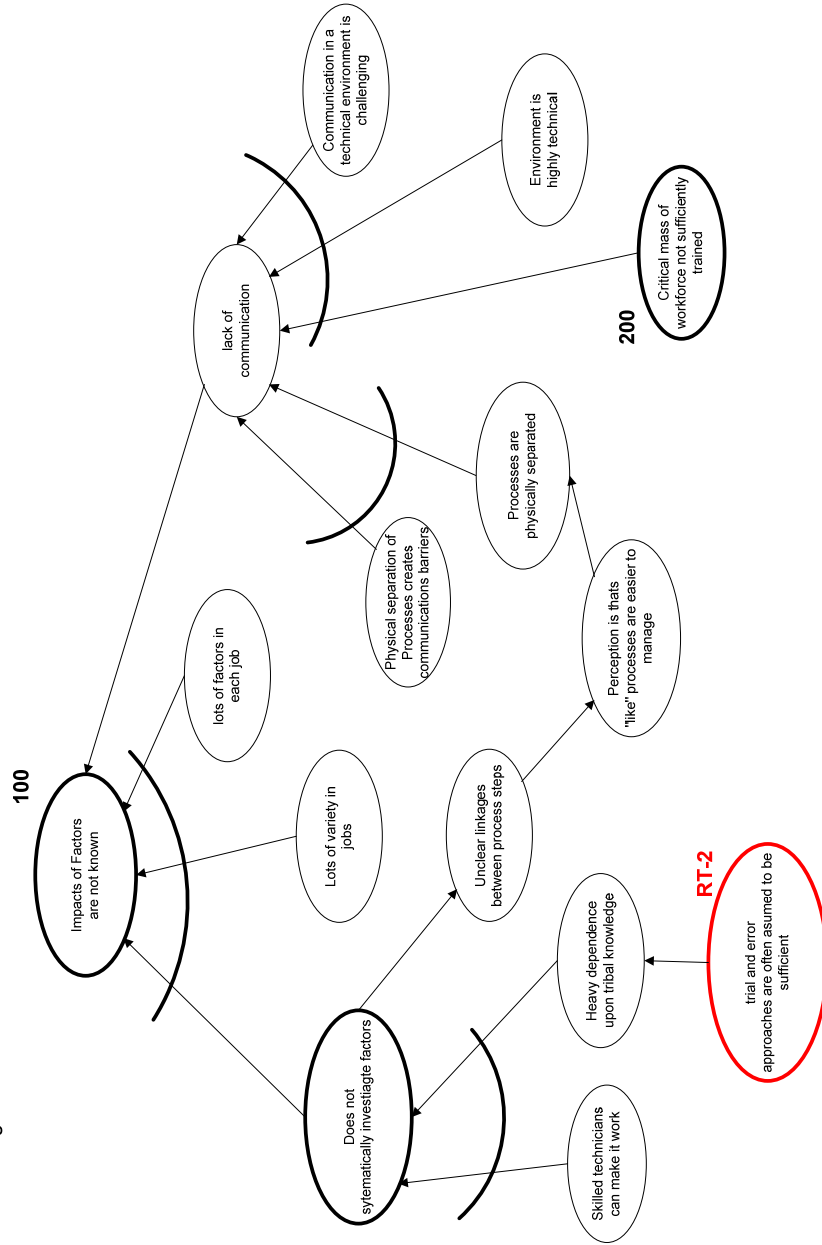 100
Impacts of Factors
are not known
lots of factors in
each job
Lots of variety in
jobs
lack of
communication
Communication in a
technical environment is
challenging
Environment is
highly technical
200
Critical mass of
workforce not sufficiently
trained
Physical separation of
Processes creates
communications barriers
Processes are
physically separated
Perception is thats
"like" processes are easier to
manage
Unclear linkages
between process steps
Does not
sytematically investiagte factors
Heavy dependence
upon tribal knowledge
Skilled technicians
can make it work
RT-2
trial and error
approaches are often asumed to be
sufficient